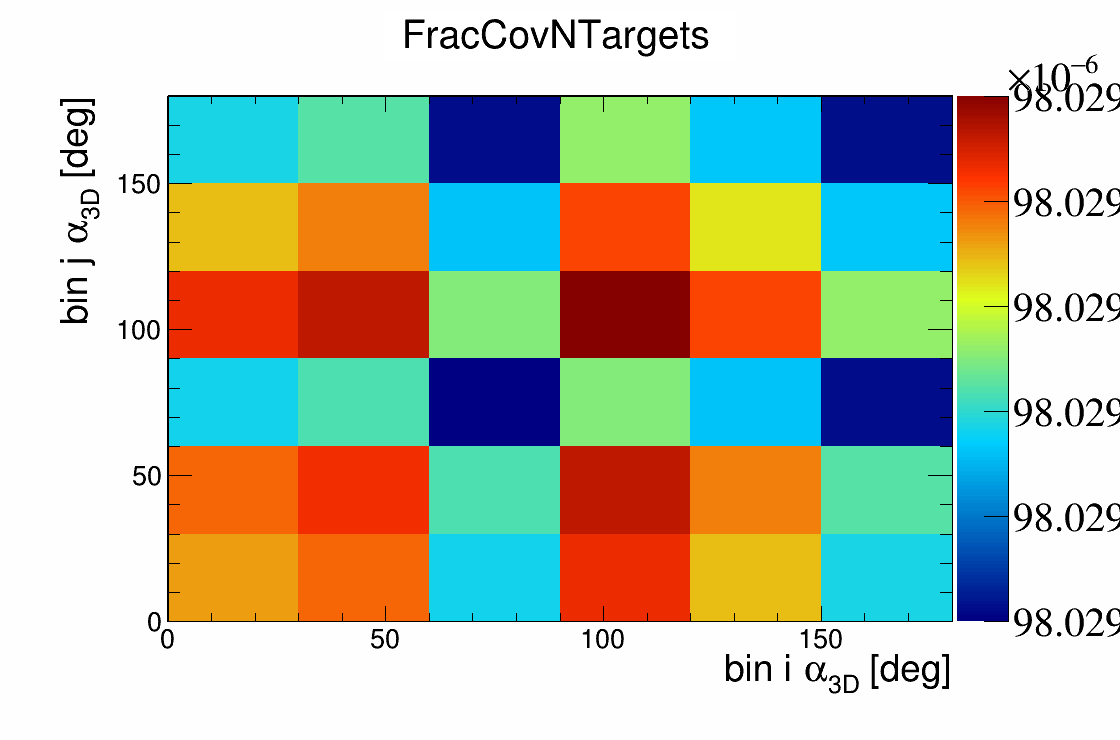 FracCovNTargets
×10⁻⁶
bin j α3D [deg]
150
100
50
0
0 50 100 150
bin i α3D [deg]
98.029
98.029
98.029
98.029
98.029
98.029